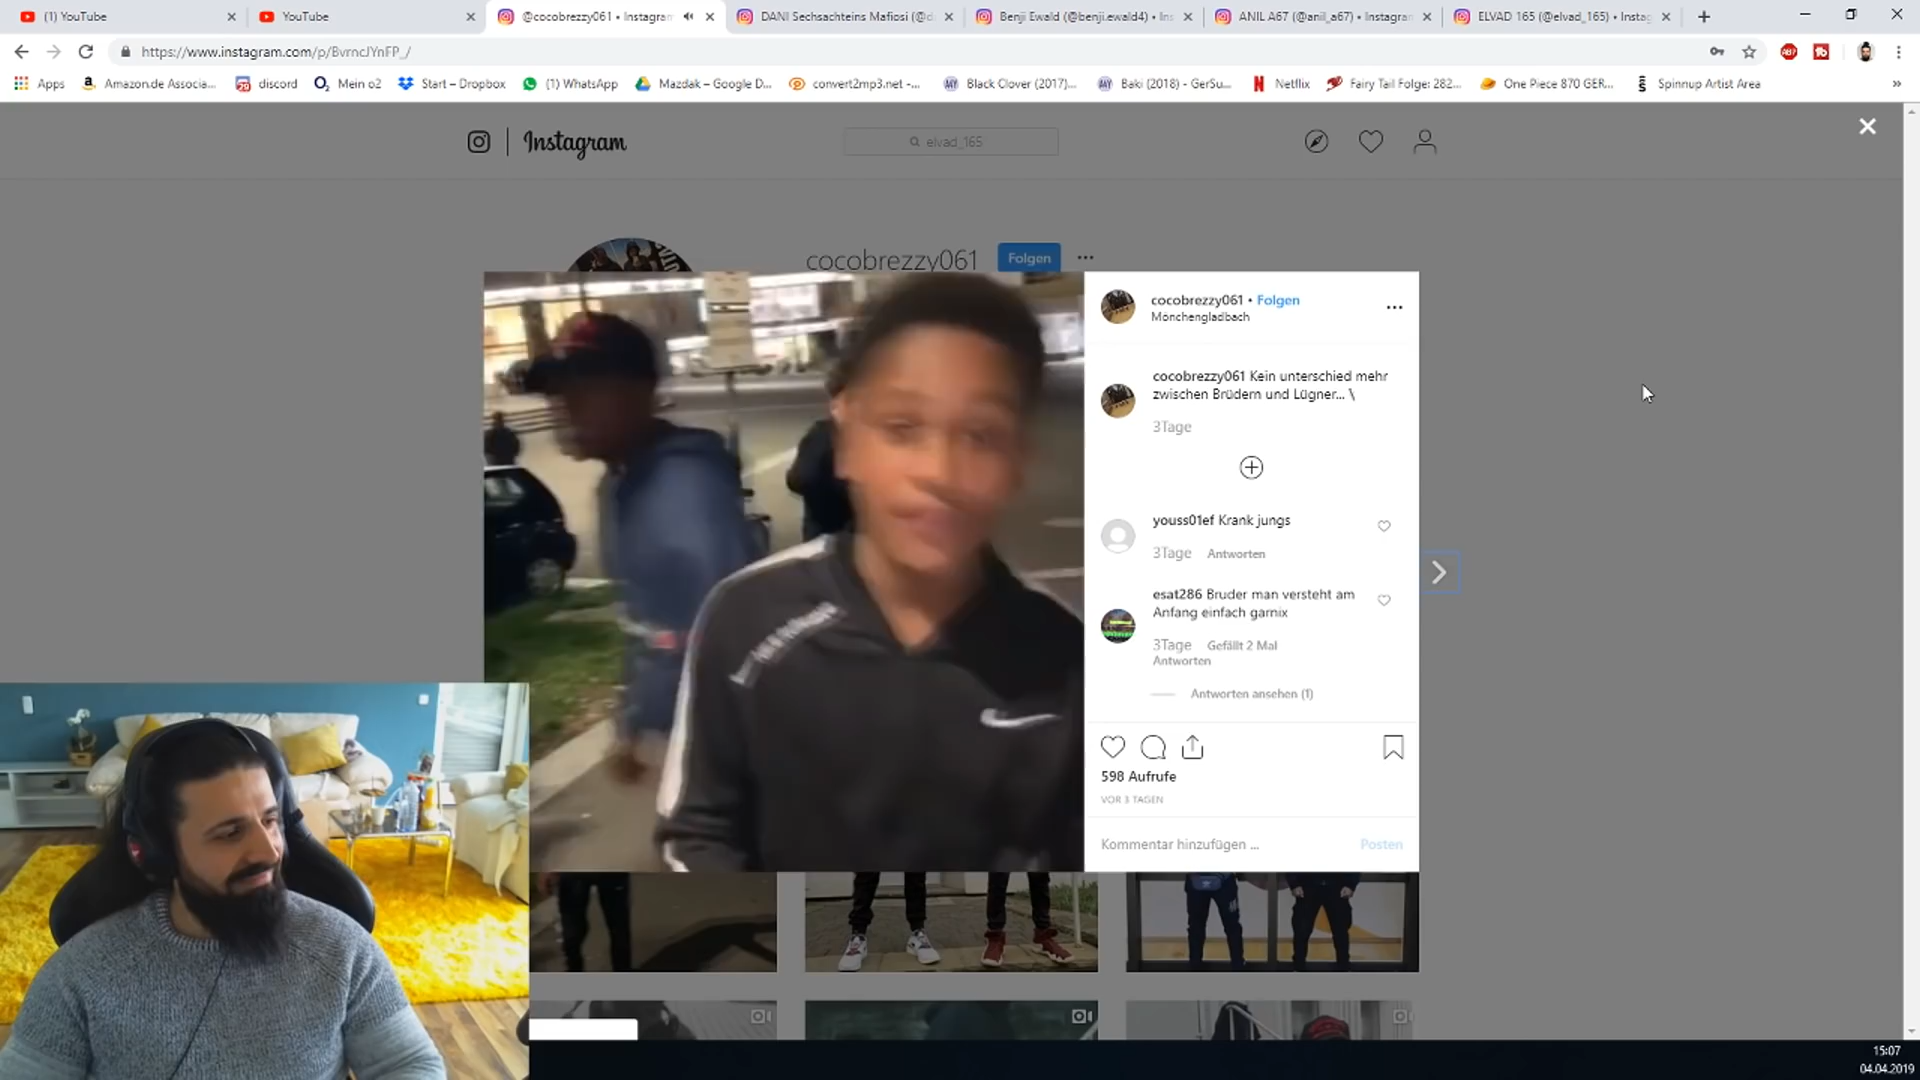 (1) YouTube
YouTube
@cocobrezzy061 • Instagram
DANI Sechsachteins Mafiosi (@d
Benji Ewald (@benji.ewald4) • Ins
ANIL A67 (@anil_a67) • Instagram
ELVAD 165 (@elvad_165) • Instag
https://www.instagram.com/p/BvrncJYnFP_/
Apps
Amazon.de Associa...
discord
Mein o2
Start – Dropbox
(1) WhatsApp
Mazdak – Google D...
convert2mp3.net -...
Black Clover (2017)...
Baki (2018) - GerSu...
Netflix
Fairy Tail Folge: 282...
One Piece 870 GER...
Spinnup Artist Area
Instagram
elvad_165
cocobrezzy061
Folgen
cocobrezzy061 • Folgen
Mönchengladbach
cocobrezzy061 Kein unterschied mehr
zwischen Brüdern und Lügner... \
3Tage
youss01ef Krank jungs
3Tage Antworten
esat286 Bruder man versteht am
Anfang einfach garnix
3Tage Gefällt 2 Mal
Antworten
Antworten ansehen (1)
598 Aufrufe
VOR 3 TAGEN
Kommentar hinzufügen ...
Posten
15:07
04.04.2019